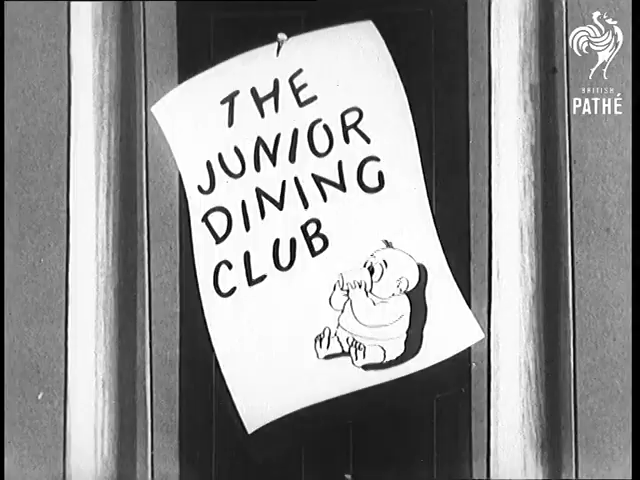 THE
JUNIOR
DINING
CLUB
BRITISH
PATHÉ